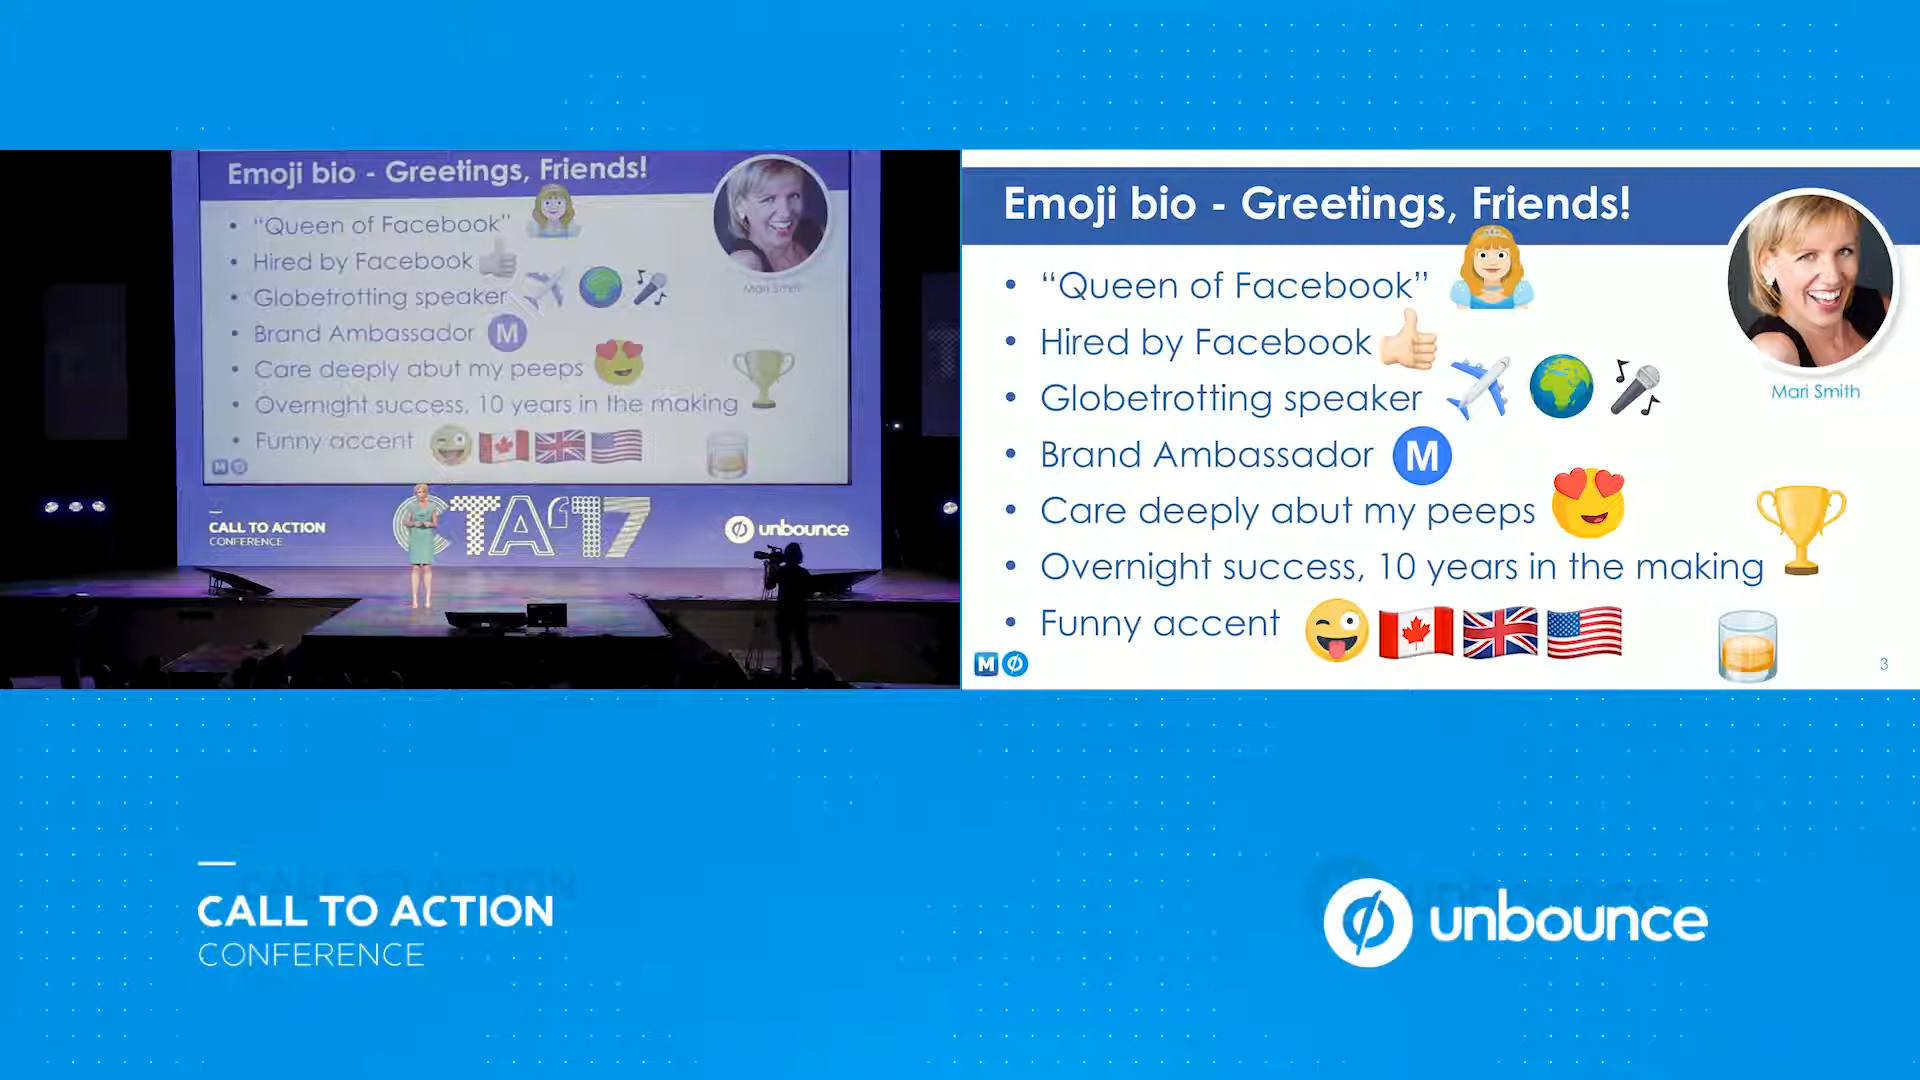 Emoji bio - Greetings, Friends!
• “Queen of Facebook”
• Hired by Facebook
• Globetrotting speaker
• Brand Ambassador M
• Care deeply abut my peeps
• Overnight success, 10 years in the making
• Funny accent
Mari Smith
M
CALL TO ACTION
CONFERENCE
CTA'17
unbounce
Emoji bio - Greetings, Friends!
• “Queen of Facebook”
• Hired by Facebook
• Globetrotting speaker
• Brand Ambassador M
• Care deeply abut my peeps
• Overnight success, 10 years in the making
• Funny accent
Mari Smith
M
3
CALL TO ACTION
CONFERENCE
unbounce